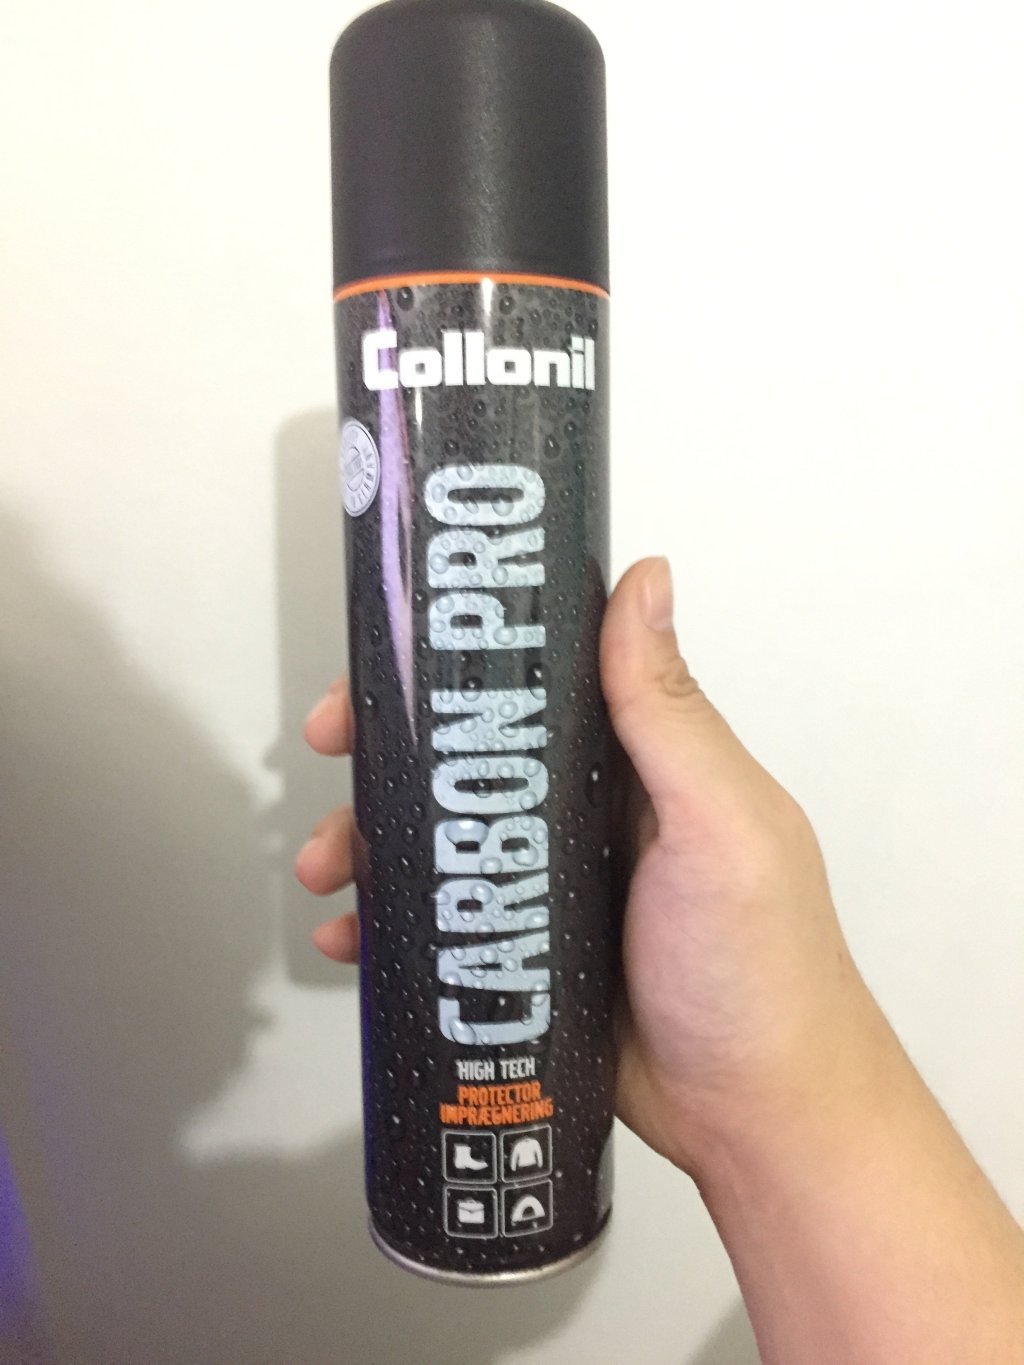 Collonil
CARBON PRO
HIGH TECH
PROTECTOR
IMPRÆGNERING